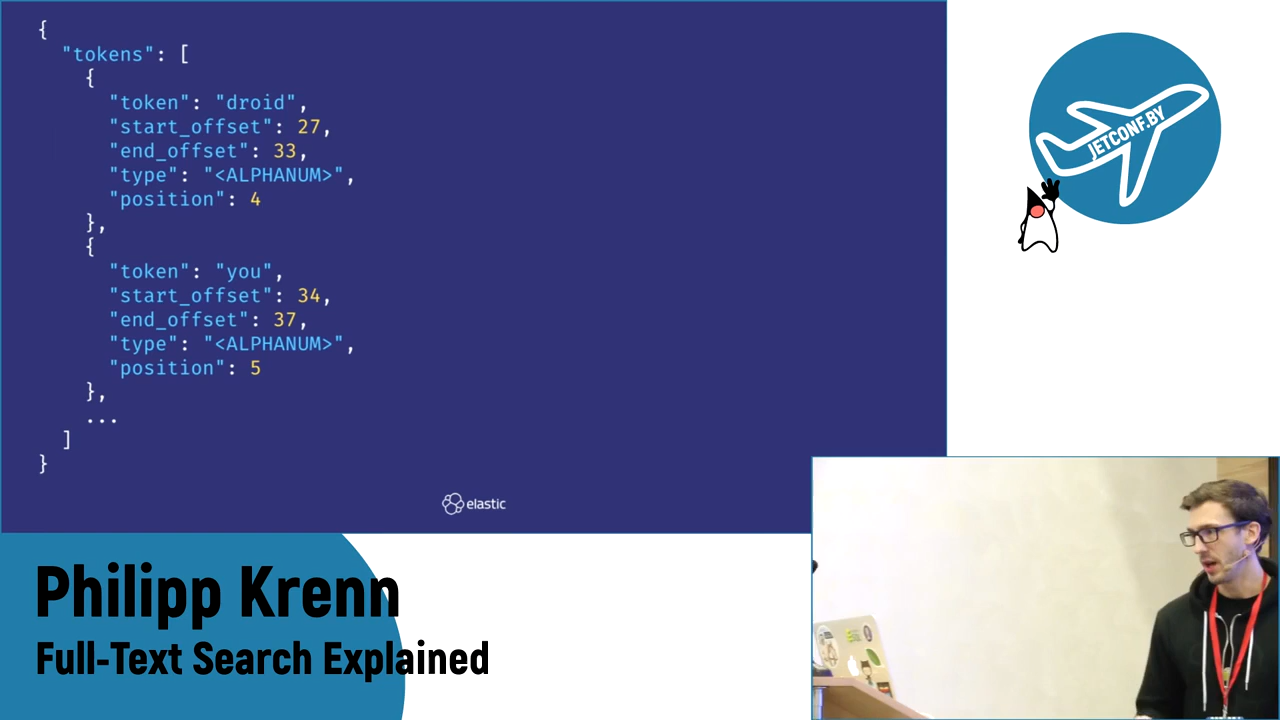 {
"tokens": [
{
"token": "droid",
"start_offset": 27,
"end_offset": 33,
"type": "<ALPHANUM>",
"position": 4
},
{
"token": "you",
"start_offset": 34,
"end_offset": 37,
"type": "<ALPHANUM>",
"position": 5
},
...
]
}
elastic
JETCONF.BY
Philipp Krenn
Full-Text Search Explained